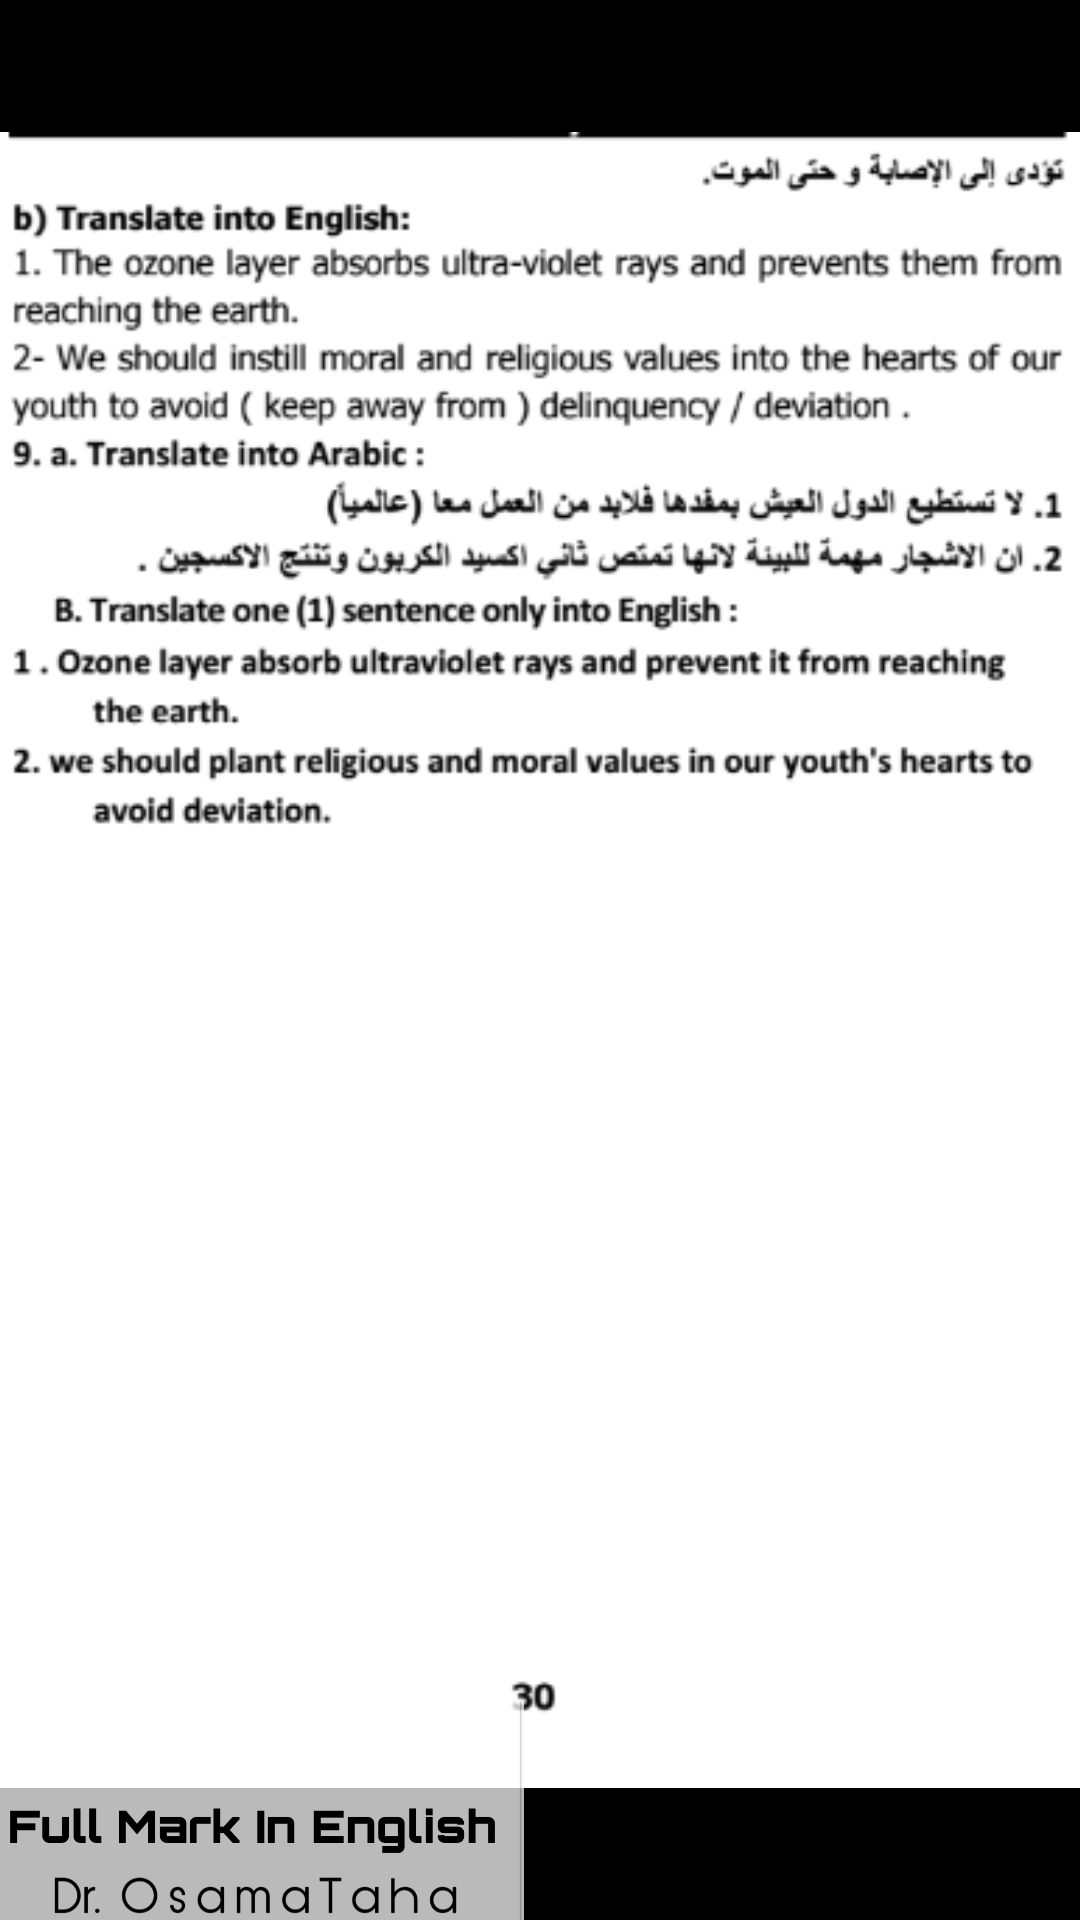 تؤدى إلى الإصابة و حتى الموت.
b) Translate into English:
1. The ozone layer absorbs ultra-violet rays and prevents them from
reaching the earth.
2- We should instill moral and religious values into the hearts of our
youth to avoid ( keep away from ) delinquency / deviation .
9. a. Translate into Arabic :
1. لا تستطيع الدول العيش بمفدها فلابد من العمل معا (عالمياً)
2. ان الاشجار مهمة للبيئة لانها تمتص ثاني اكسيد الكربون وتنتج الاكسجين .
B. Translate one (1) sentence only into English :
1 . Ozone layer absorb ultraviolet rays and prevent it from reaching
the earth.
2. we should plant religious and moral values in our youth's hearts to
avoid deviation.
30
Full Mark In English
Dr. OsamaTaha